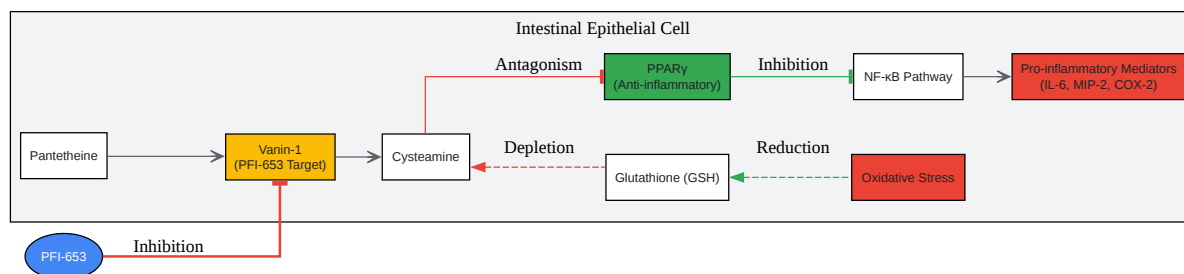 Intestinal Epithelial Cell
Antagonism
PPARγ
(Anti-inflammatory)
Inhibition
NF-κB Pathway
Pro-inflammatory Mediators
(IL-6, MIP-2, COX-2)
Pantetheine
Vanin-1
(PFI-653 Target)
Cysteamine
Depletion
Glutathione (GSH)
Reduction
Oxidative Stress
PFI-653
Inhibition